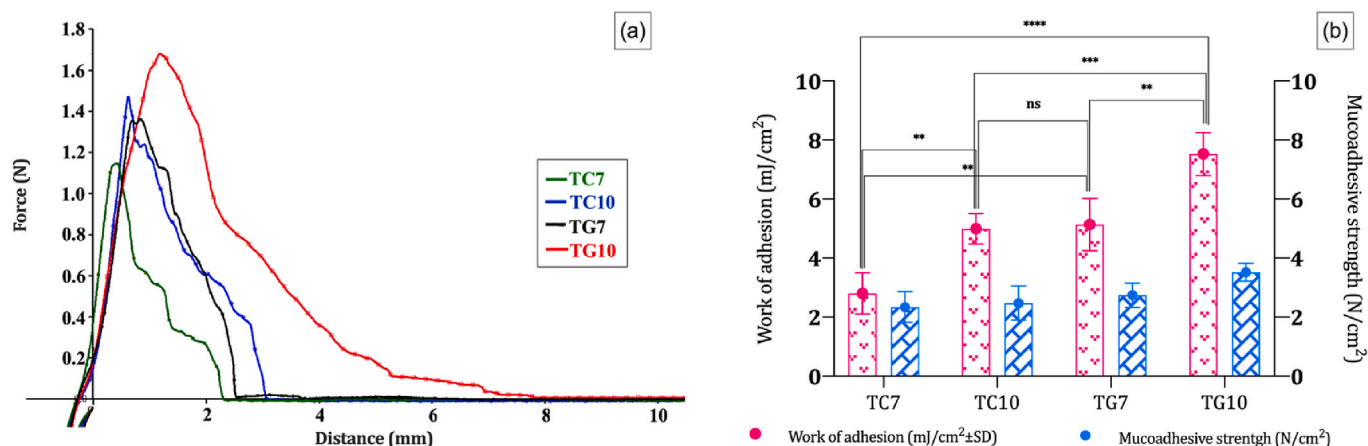 (a)
1.8
1.6
1.4
1.2
1.0
0.8
0.6
0.4
0.2
0
Force (N)
0
2
4
6
8
10
Distance (mm)
TC7
TC10
TG7
TG10
(b)
****
***
**
ns
**
**
10
8
6
4
2
0
Work of adhesion (mJ/cm²)
10
8
6
4
2
0
Mucoadhesive strength (N/cm²)
TC7
TC10
TG7
TG10
Work of adhesion (mJ/cm²±SD)
Mucoadhesive strentgh (N/cm²)